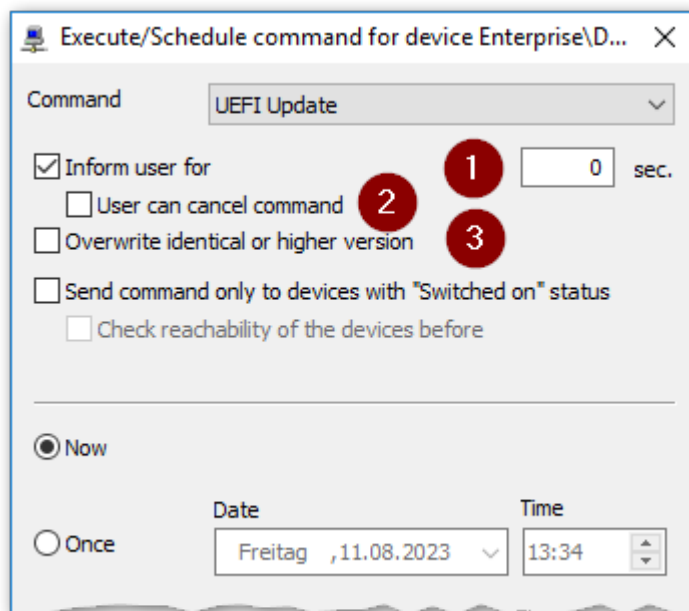 Execute/Schedule command for device Enterprise\D...
Command UEFI Update
Inform user for 1 0 sec.
User can cancel command 2
Overwrite identical or higher version 3
Send command only to devices with "Switched on" status
Check reachability of the devices before
Now
Date Time
Once Freitag ,11.08.2023 13:34